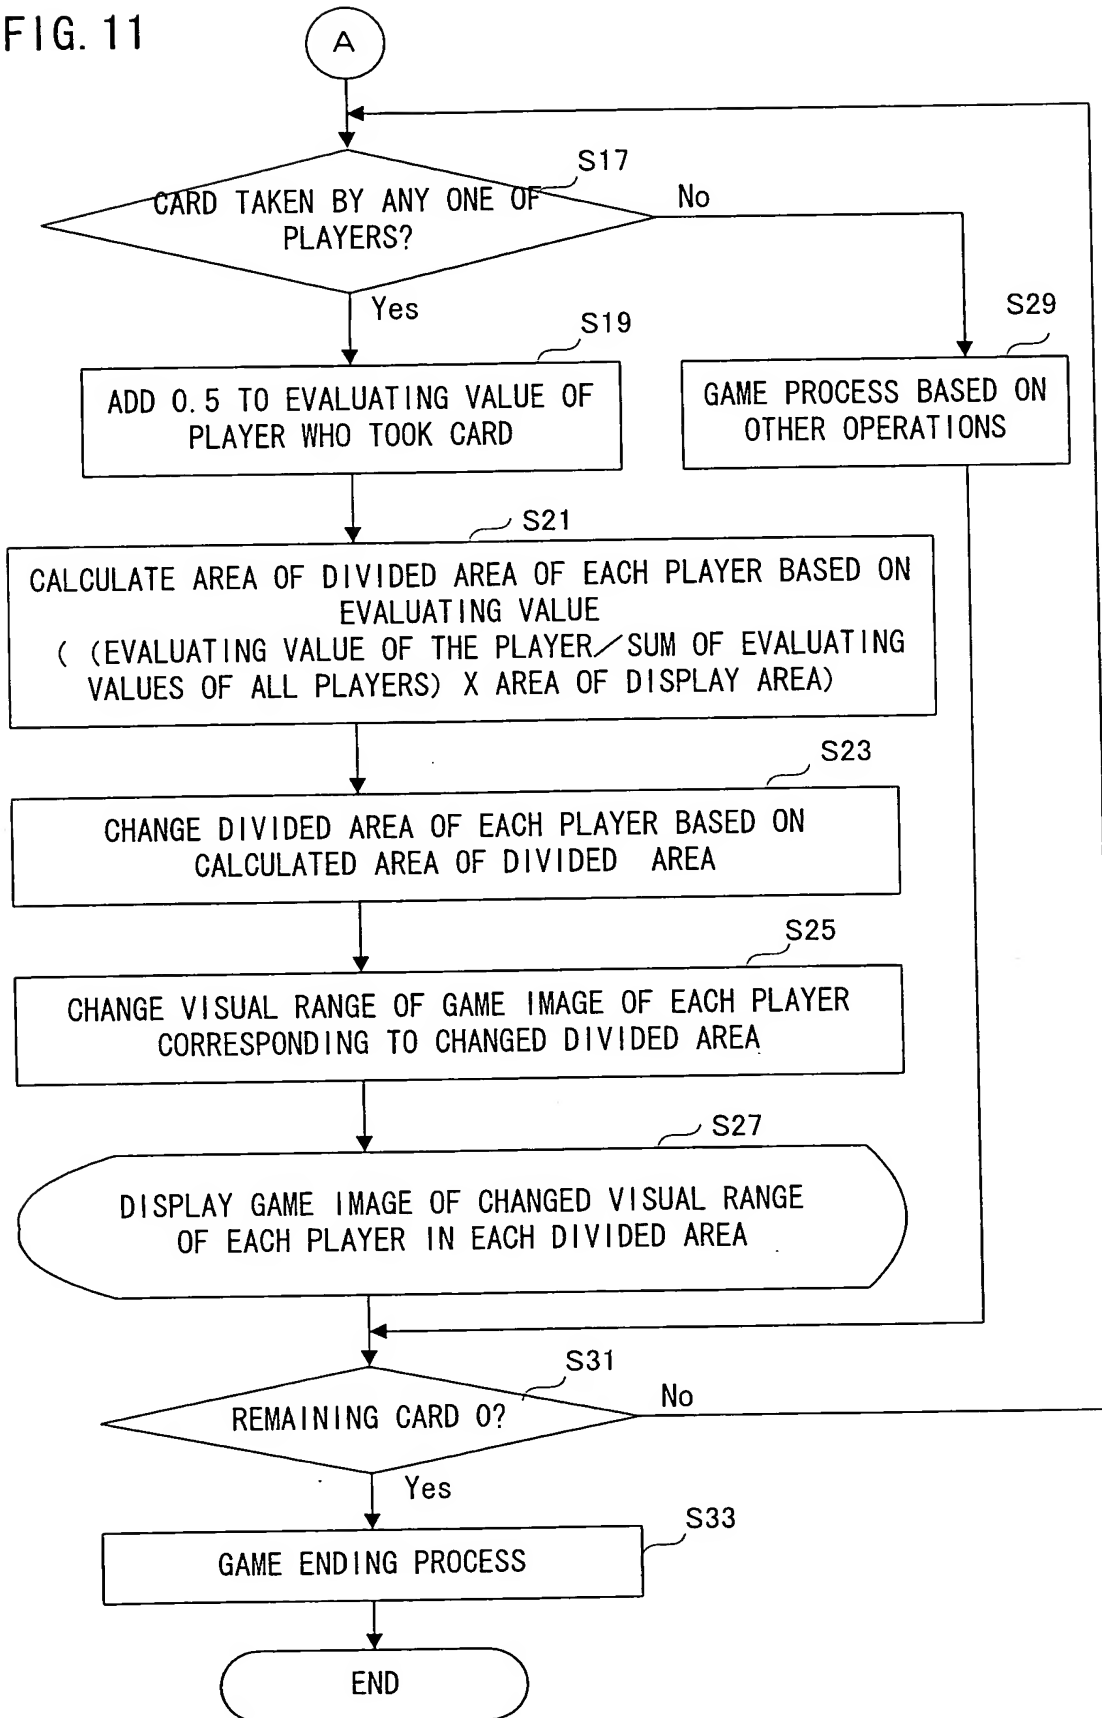 FIG. 11
A
S17
CARD TAKEN BY ANY ONE OF
PLAYERS?
No
Yes
S19
ADD 0.5 TO EVALUATING VALUE OF
PLAYER WHO TOOK CARD
S29
GAME PROCESS BASED ON
OTHER OPERATIONS
S21
CALCULATE AREA OF DIVIDED AREA OF EACH PLAYER BASED ON
EVALUATING VALUE
( (EVALUATING VALUE OF THE PLAYER/SUM OF EVALUATING
VALUES OF ALL PLAYERS) X AREA OF DISPLAY AREA)
S23
CHANGE DIVIDED AREA OF EACH PLAYER BASED ON
CALCULATED AREA OF DIVIDED AREA
S25
CHANGE VISUAL RANGE OF GAME IMAGE OF EACH PLAYER
CORRESPONDING TO CHANGED DIVIDED AREA
S27
DISPLAY GAME IMAGE OF CHANGED VISUAL RANGE
OF EACH PLAYER IN EACH DIVIDED AREA
S31
REMAINING CARD 0?
No
Yes
S33
GAME ENDING PROCESS
END